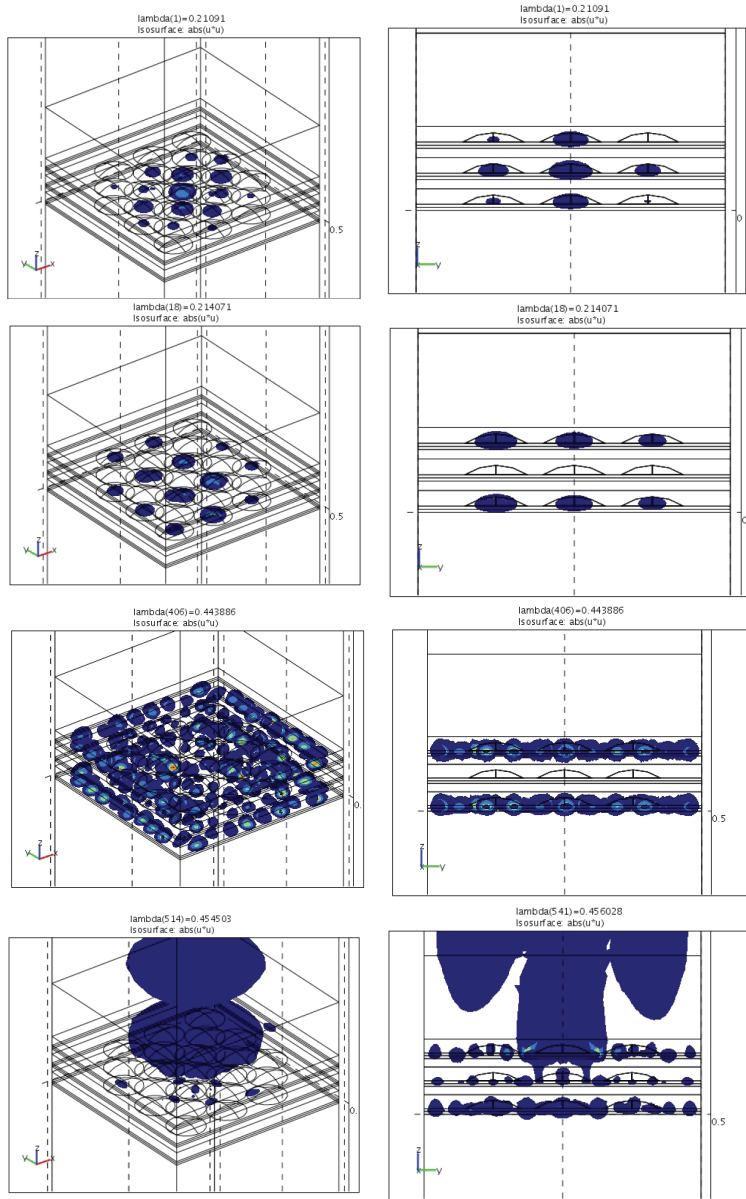 lambda(1)=0.21091
Isosurface: abs(u*u)
0.5
z
y
x
lambda(1)=0.21091
Isosurface: abs(u*u)
0
z
x
y
lambda(18)=0.214071
Isosurface: abs(u*u)
0.5
z
y
x
lambda(18)=0.214071
Isosurface: abs(u*u)
0
z
x
y
lambda(406)=0.443886
Isosurface: abs(u*u)
0.
z
y
x
lambda(406)=0.443886
Isosurface: abs(u*u)
0.5
z
x
y
lambda(514)=0.454503
Isosurface: abs(u*u)
0.
z
y
x
lambda(541)=0.456028
Isosurface: abs(u*u)
0.5
z
x
y